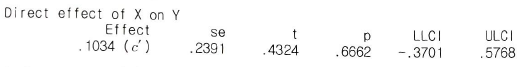 Direct effect of X on Y
Effect se t p LLCI ULCI
.1034 (c′) .2391 .4324 .6662 -.3701 .5768